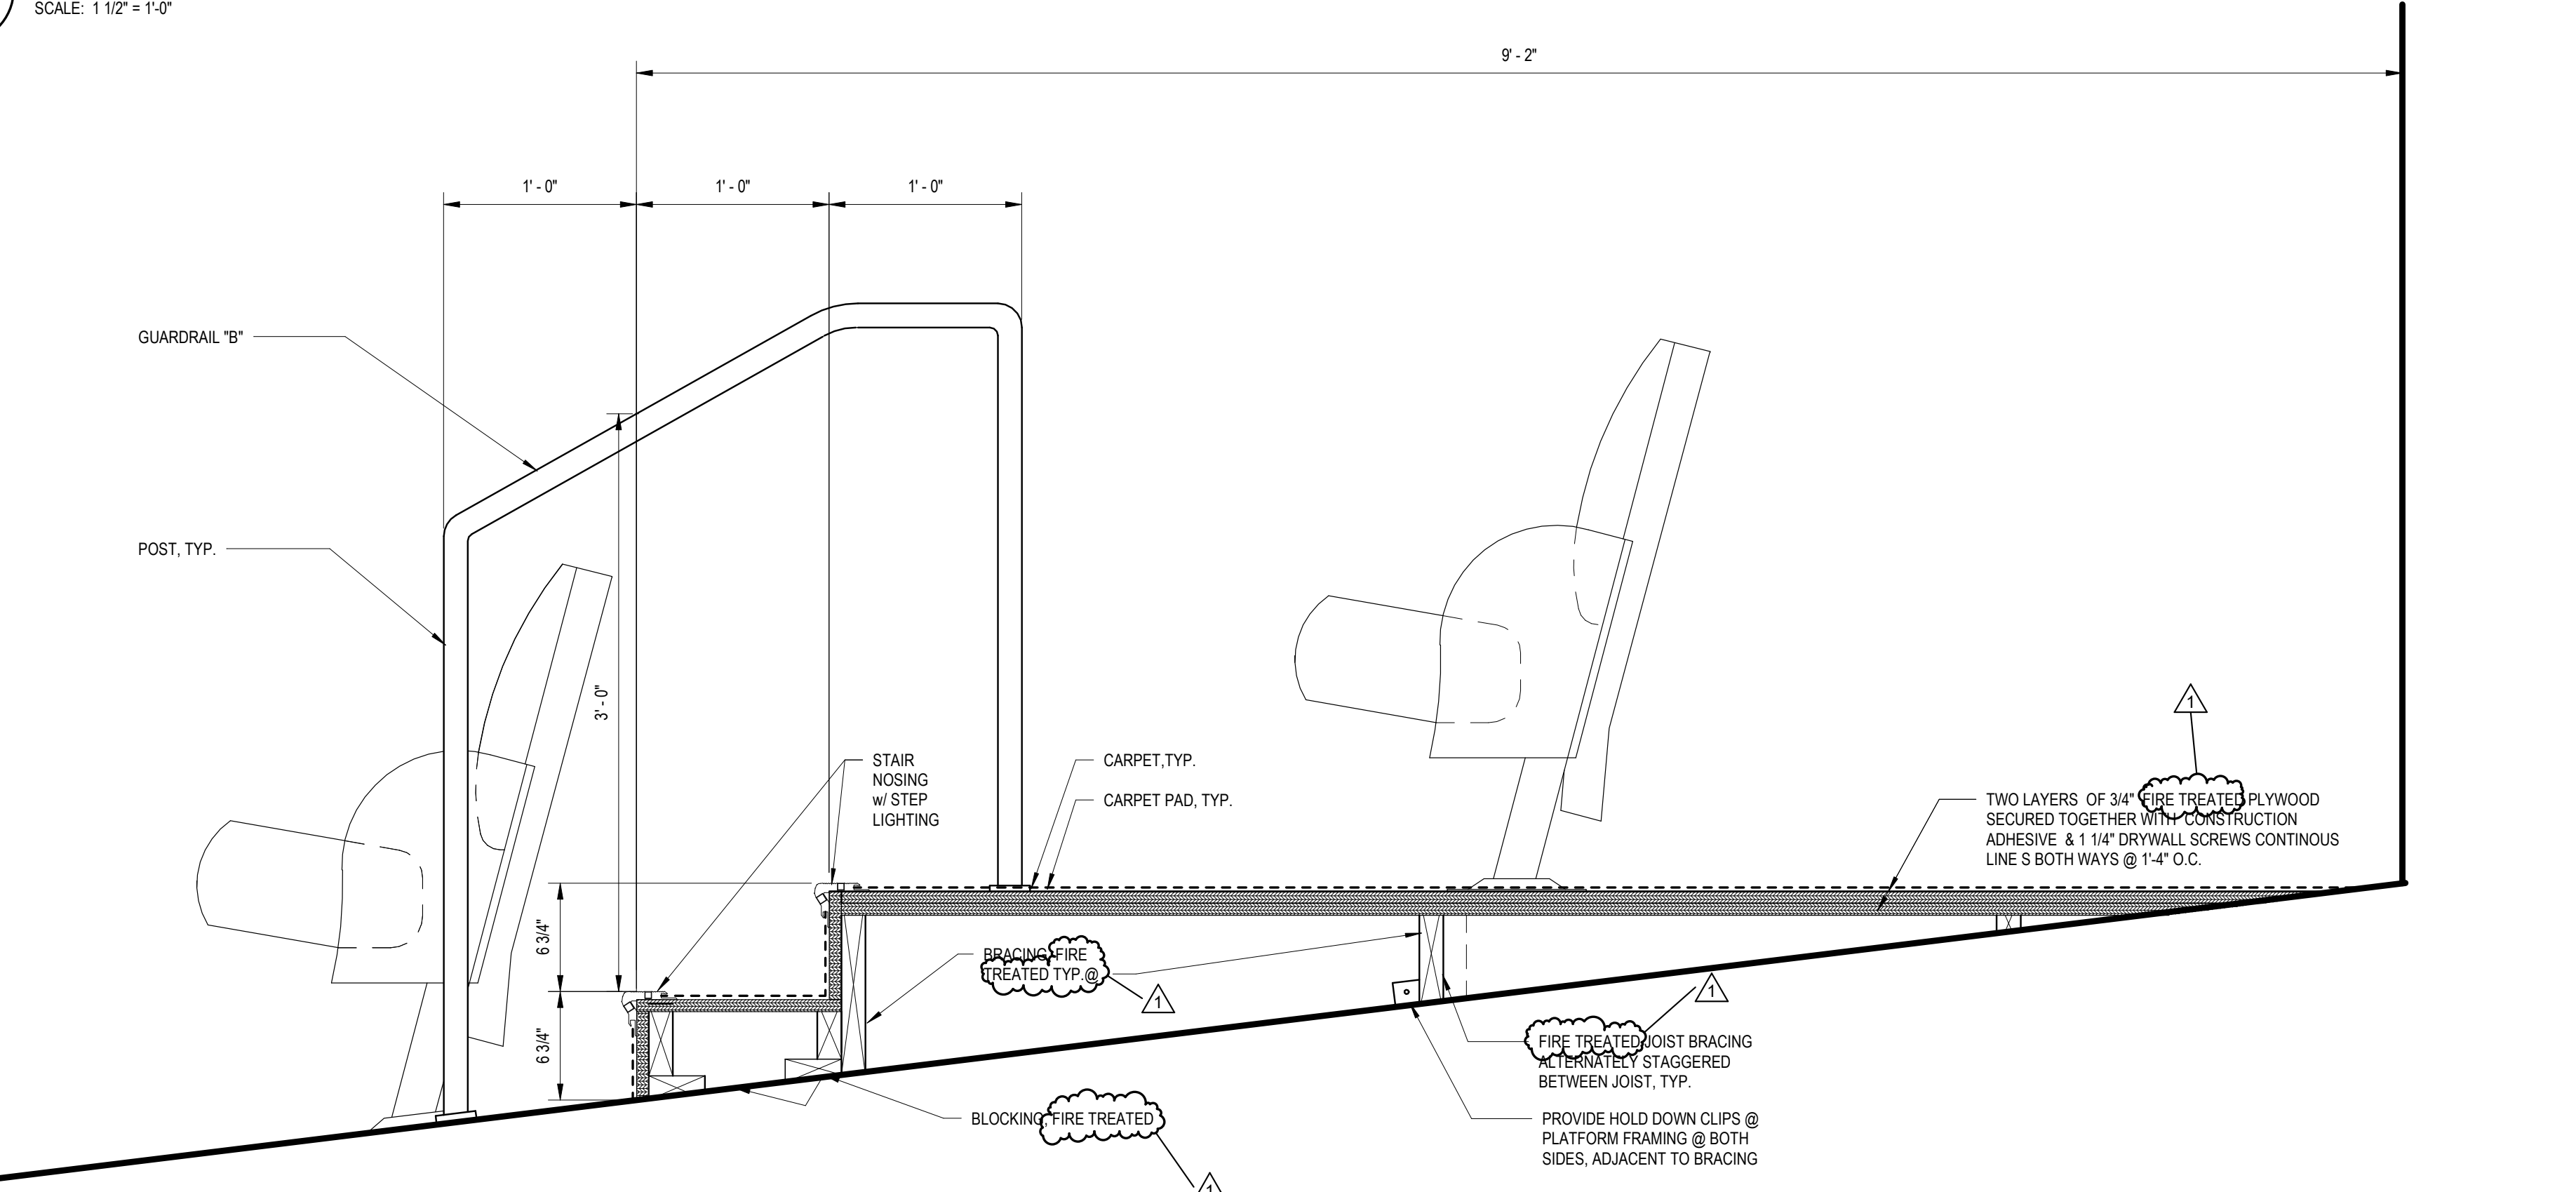 SCALE: 1 1/2" = 1'-0"
9' - 2"
1' - 0"
1' - 0"
1' - 0"
GUARDRAIL "B"
POST, TYP.
3' - 0"
STAIR
NOSING
w/ STEP
LIGHTING
CARPET,TYP.
CARPET PAD, TYP.
1
TWO LAYERS OF 3/4" FIRE TREATED PLYWOOD
SECURED TOGETHER WITH CONSTRUCTION
ADHESIVE & 1 1/4" DRYWALL SCREWS CONTINOUS
LINE S BOTH WAYS @ 1'-4" O.C.
6 3/4"
6 3/4"
BRACING, FIRE
TREATED TYP.@
1
1
FIRE TREATED JOIST BRACING
ALTERNATELY STAGGERED
BETWEEN JOIST, TYP.
BLOCKING, FIRE TREATED
PROVIDE HOLD DOWN CLIPS @
PLATFORM FRAMING @ BOTH
SIDES, ADJACENT TO BRACING
1